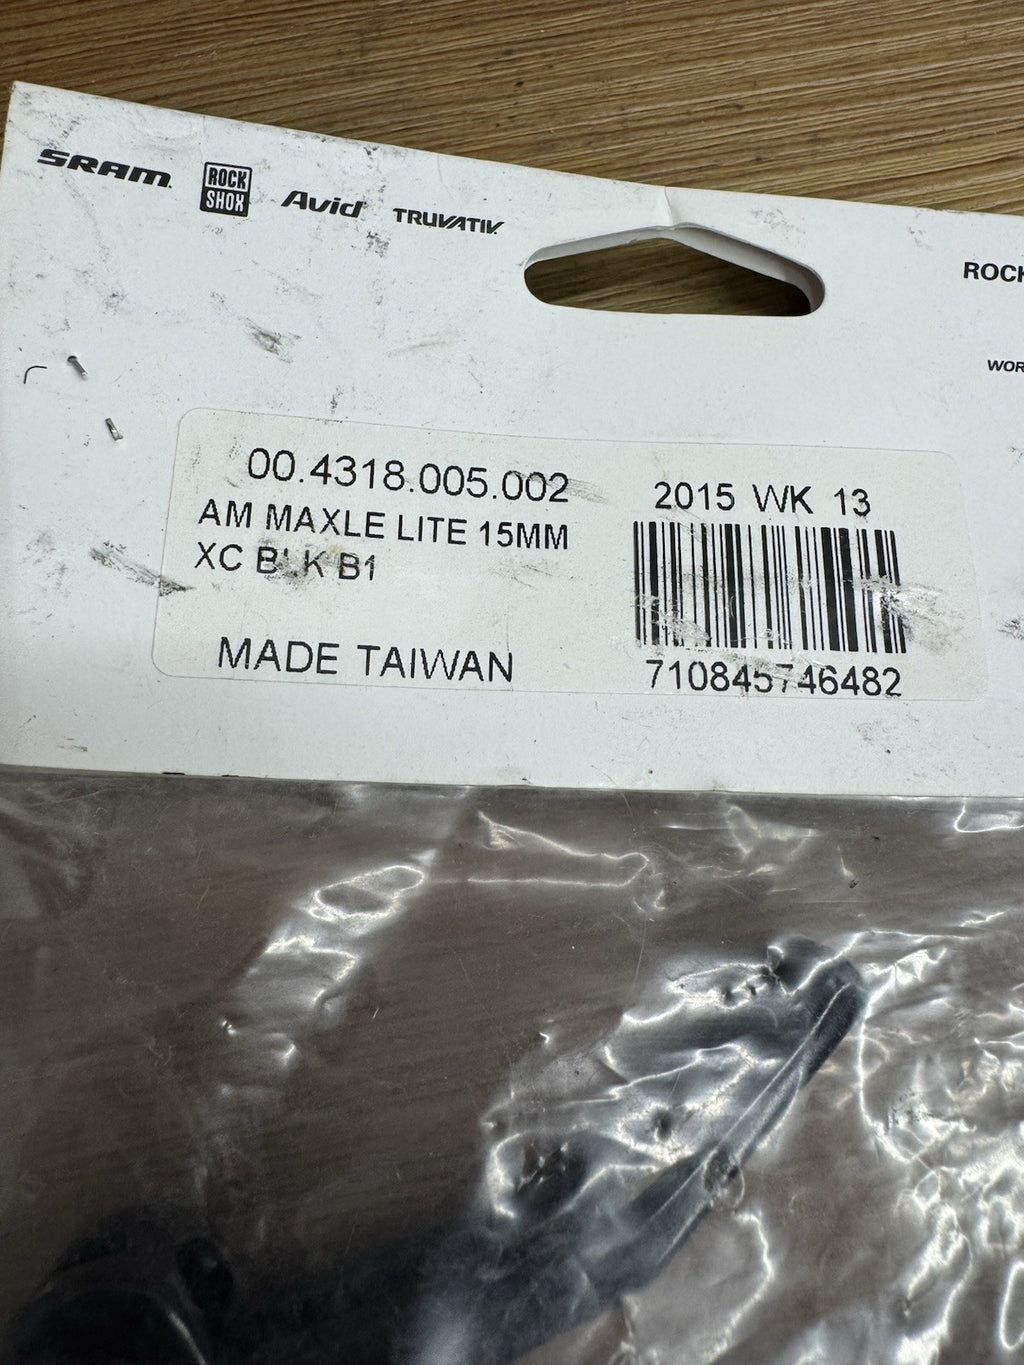 SRAM
ROCK
SHOX
Avid
TRUVATIV
ROCK
WOR
00.4318.005.002
AM MAXLE LITE 15MM
XC BLK B1
MADE TAIWAN
2015 WK 13
710845746482